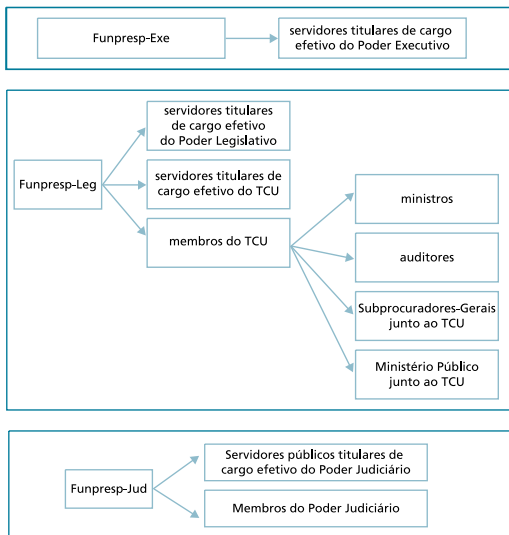 Funpresp-Exe
servidores titulares de cargo
efetivo do Poder Executivo
Funpresp-Leg
servidores titulares
de cargo efetivo
do Poder Legislativo
servidores titulares de
cargo efetivo do TCU
membros do TCU
ministros
auditores
Subprocuradores-Gerais
junto ao TCU
Ministério Público
junto ao TCU
Funpresp-Jud
Servidores públicos titulares de
cargo efetivo do Poder Judiciário
Membros do Poder Judiciário